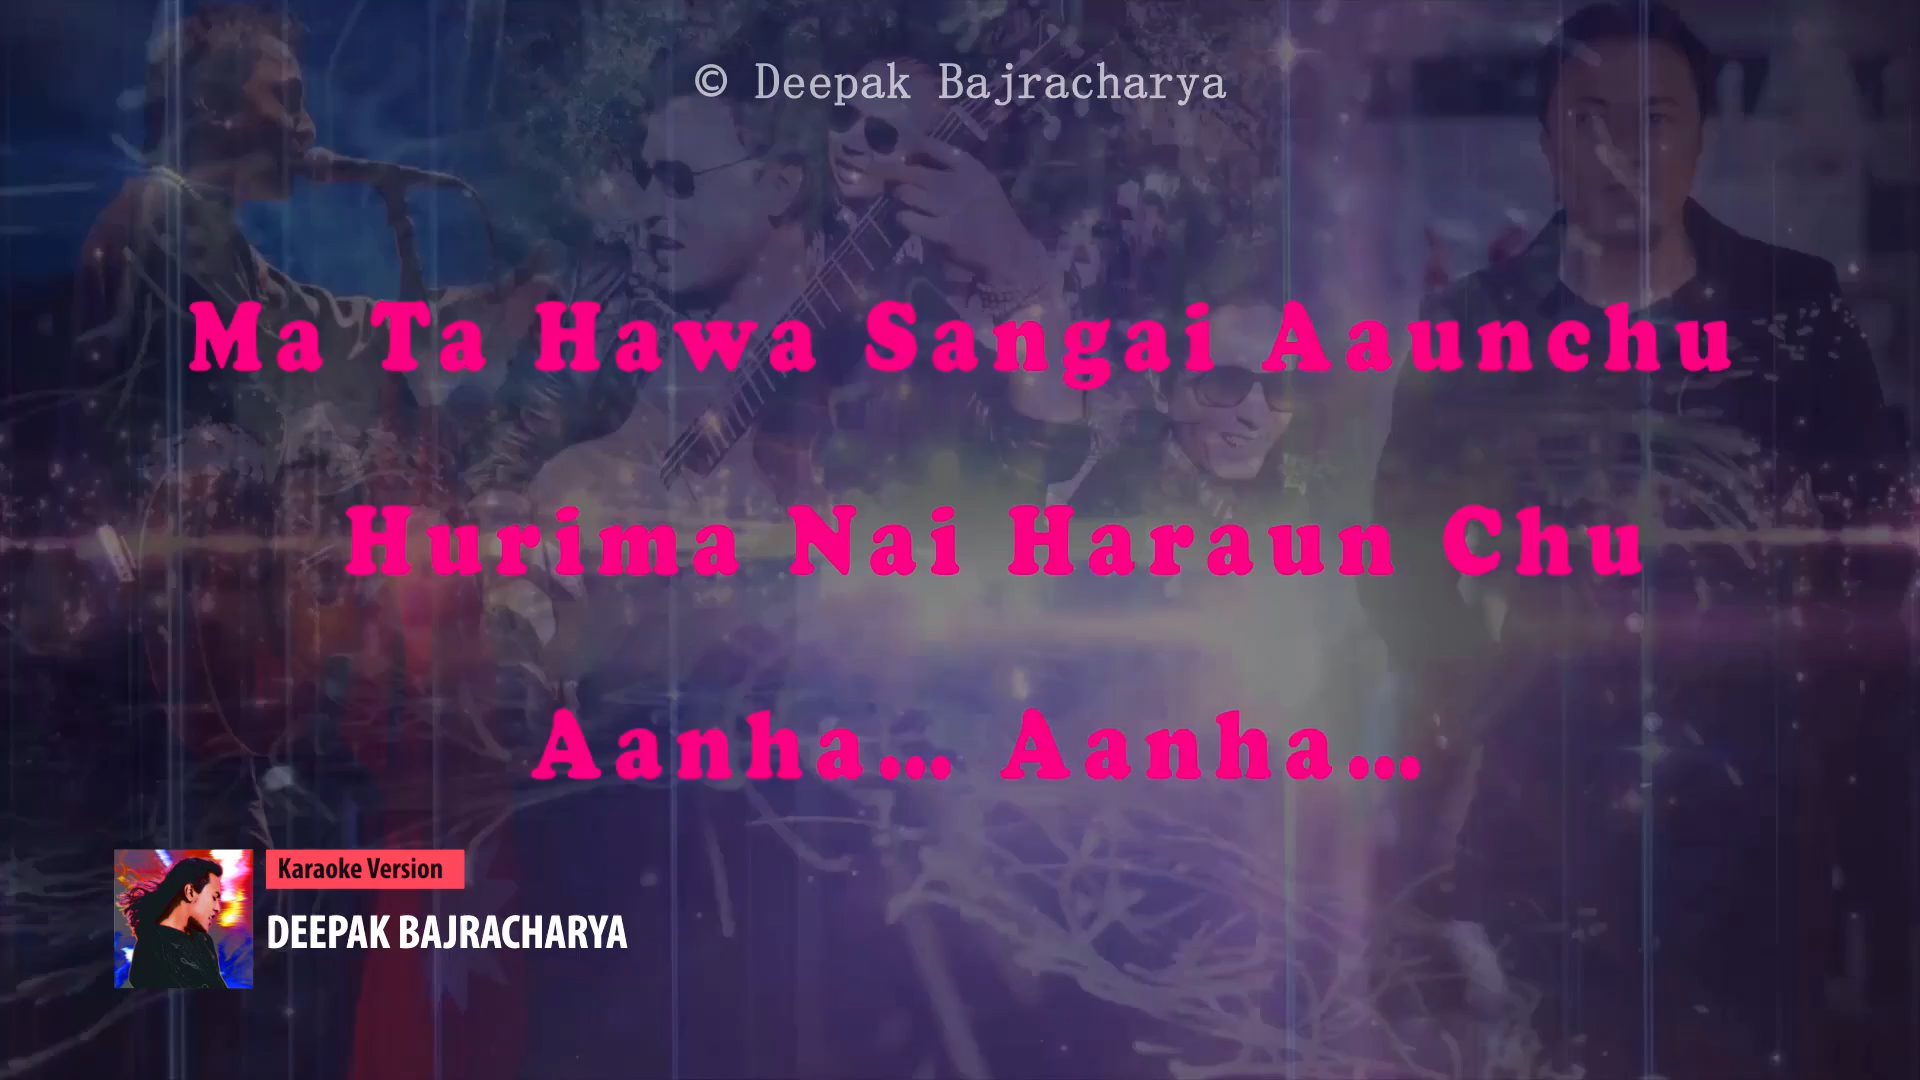 © Deepak Bajracharya
Ma Ta Hawa Sangai Aaunchu
Hurima Nai Haraun Chu
Aanha... Aanha...
Karaoke Version
DEEPAK BAJRACHARYA